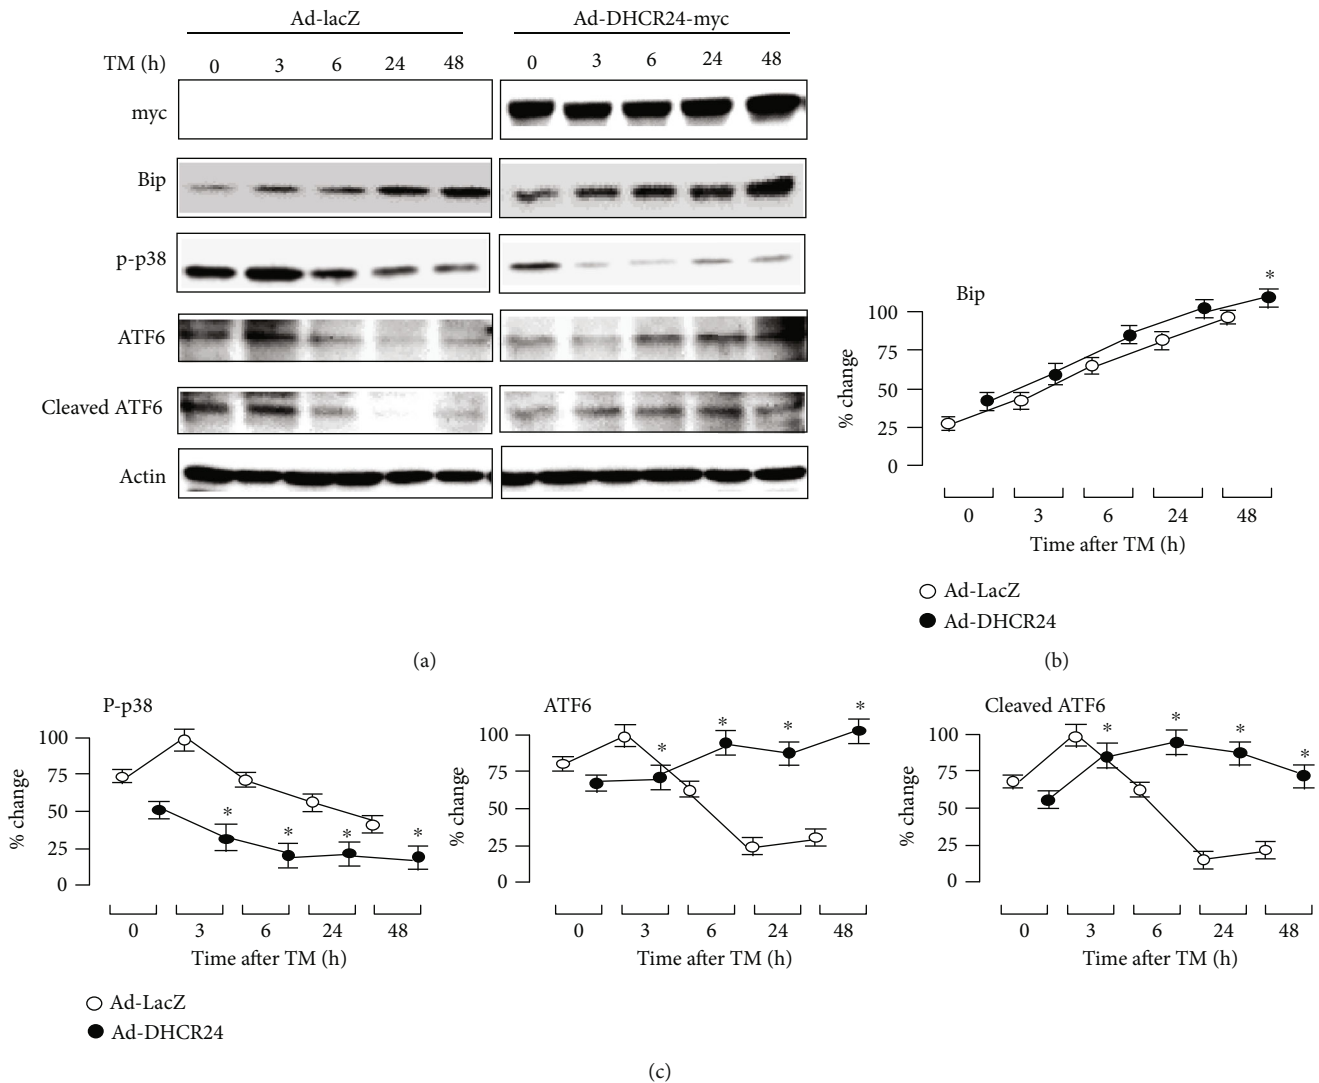 Ad-lacZ Ad-DHCR24-myc
TM (h) 0 3 6 24 48 0 3 6 24 48
myc
Bip
p-p38
ATF6
Cleaved ATF6
Actin
(a)
Bip
*
% change
100
75
50
25
0
0 3 6 24 48
Time after TM (h)
Ad-LacZ
Ad-DHCR24
(b)
P-p38
% change
100
75
50
25
0
* * * *
0 3 6 24 48
Time after TM (h)
Ad-LacZ
Ad-DHCR24
ATF6
% change
100
75
50
25
0
* * * *
0 3 6 24 48
Time after TM (h)
Cleaved ATF6
% change
100
75
50
25
0
* * * *
0 3 6 24 48
Time after TM (h)
(c)